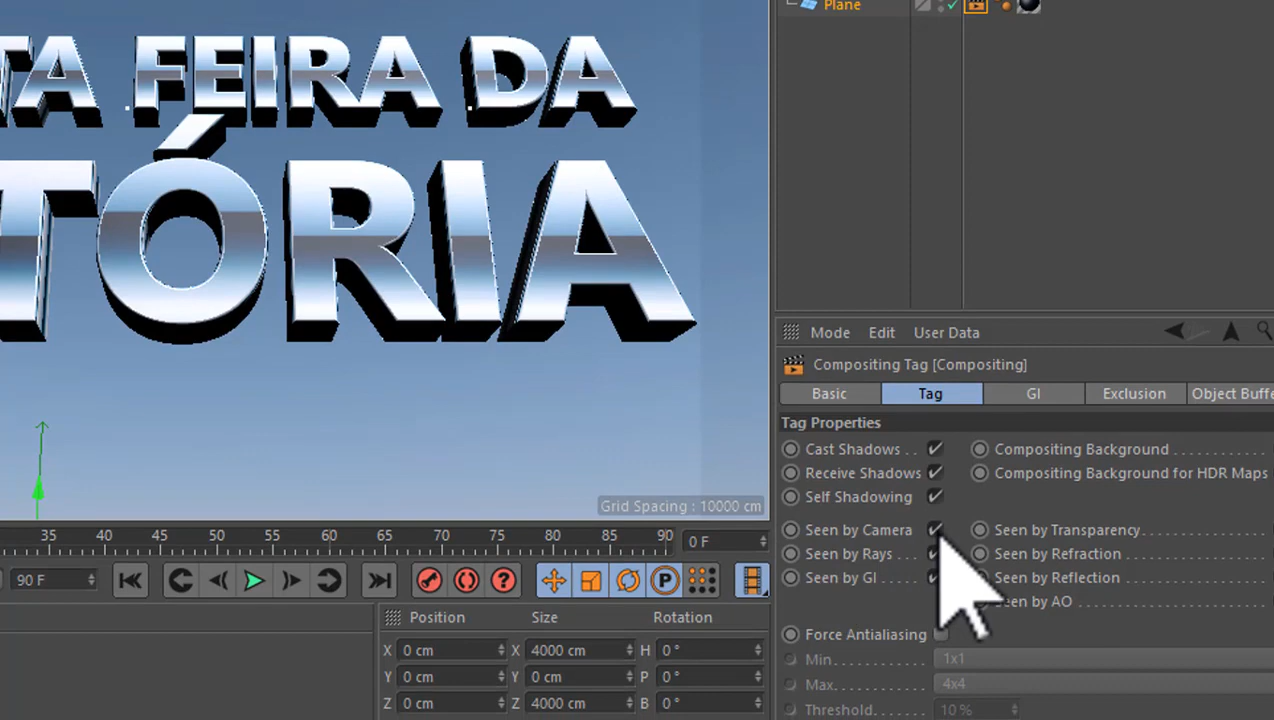 Plane
TA FEIRA DA
TÓRIA
Grid Spacing : 10000 cm
Mode Edit User Data
Compositing Tag [Compositing]
Basic Tag GI Exclusion Object Buffe
Tag Properties
Cast Shadows . . Compositing Background
Receive Shadows Compositing Background for HDR Maps
Self Shadowing
Seen by Camera Seen by Transparency
Seen by Rays Seen by Refraction
Seen by GI Seen by Reflection
Seen by AO
Force Antialiasing
Min 1x1
Max. 4x4
Threshold. 10 %
35 40 45 50 55 60 65 70 75 80 85 90 0 F
90 F
Position Size Rotation
X 0 cm X 4000 cm H 0 °
Y 0 cm Y 0 cm P 0 °
Z 0 cm Z 4000 cm B 0 °